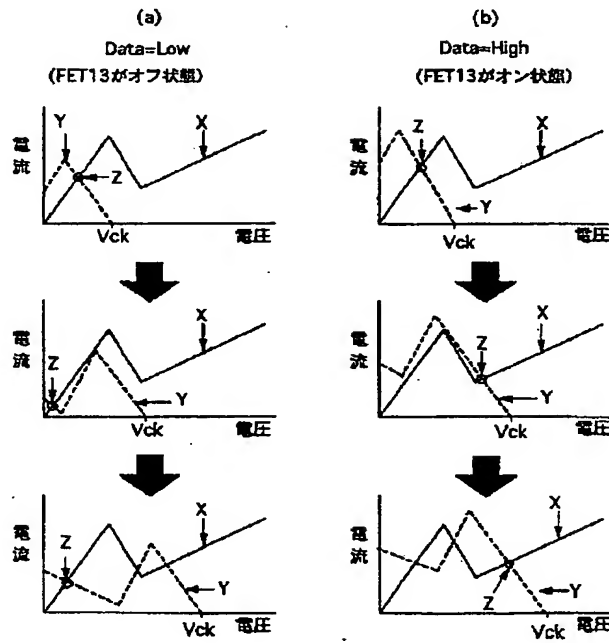 (a)
Data=Low
(FET13がオフ状態)
電流
Y
X
Z
Vck
電圧
電流
Z
X
Y
Vck
電圧
電流
Z
X
Y
Vck
電圧
(b)
Data=High
(FET13がオン状態)
電流
Z
X
Y
Vck
電圧
電流
X
Z
Y
Vck
電圧
電流
X
Y
Z
Vck
電圧